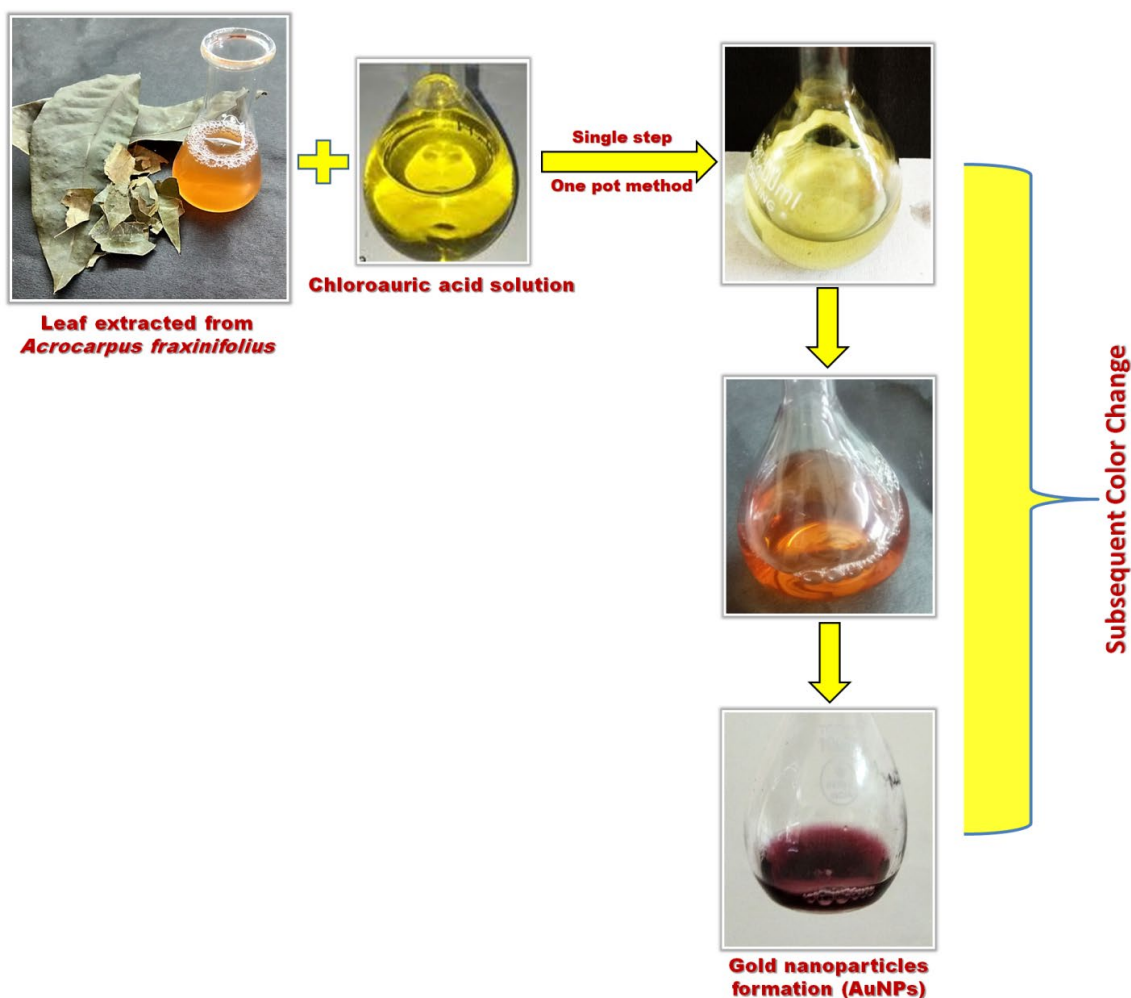 Single step
One pot method
Chloroauric acid solution
Leaf extracted from
Acrocarpus fraxinifolius
Subsequent Color Change
Gold nanoparticles
formation (AuNPs)